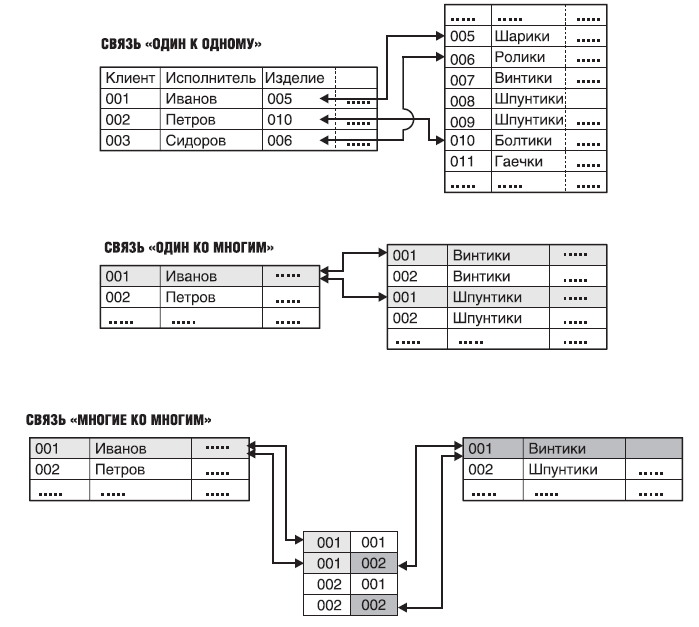 СВЯЗЬ «ОДИН К ОДНОМУ»
Клиент Исполнитель Изделие
001 Иванов 005 .....
002 Петров 010 .....
003 Сидоров 006 .....
..... ..... .....
005 Шарики .....
006 Ролики .....
007 Винтики .....
008 Шпунтики
009 Шпунтики .....
010 Болтики .....
011 Гаечки .....
..... ..... .....
СВЯЗЬ «ОДИН КО МНОГИМ»
001 Иванов .....
002 Петров .....
..... ..... .....
001 Винтики .....
002 Винтики .....
001 Шпунтики .....
002 Шпунтики .....
..... ..... .....
СВЯЗЬ «МНОГИЕ КО МНОГИМ»
001 Иванов .....
002 Петров .....
..... ..... .....
001 Винтики
002 Шпунтики .....
..... ..... .....
001 001
001 002
002 001
002 002